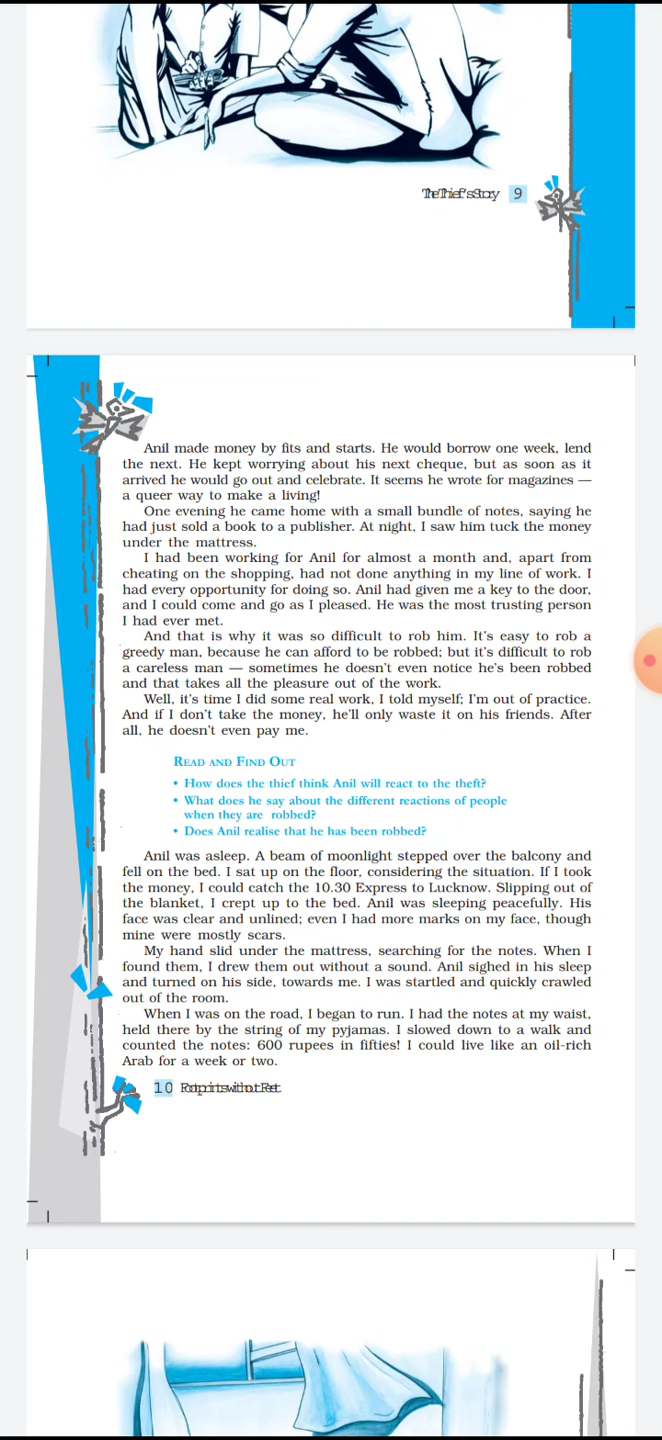 The Thief's Story 9
Anil made money by fits and starts. He would borrow one week, lend
the next. He kept worrying about his next cheque, but as soon as it
arrived he would go out and celebrate. It seems he wrote for magazines —
a queer way to make a living!
One evening he came home with a small bundle of notes, saying he
had just sold a book to a publisher. At night, I saw him tuck the money
under the mattress.
I had been working for Anil for almost a month and, apart from
cheating on the shopping, had not done anything in my line of work. I
had every opportunity for doing so. Anil had given me a key to the door,
and I could come and go as I pleased. He was the most trusting person
I had ever met.
And that is why it was so difficult to rob him. It's easy to rob a
greedy man, because he can afford to be robbed; but it's difficult to rob
a careless man — sometimes he doesn't even notice he's been robbed
and that takes all the pleasure out of the work.
Well, it's time I did some real work, I told myself; I'm out of practice.
And if I don't take the money, he'll only waste it on his friends. After
all, he doesn't even pay me.
READ AND FIND OUT
• How does the thief think Anil will react to the theft?
• What does he say about the different reactions of people
when they are robbed?
• Does Anil realise that he has been robbed?
Anil was asleep. A beam of moonlight stepped over the balcony and
fell on the bed. I sat up on the floor, considering the situation. If I took
the money, I could catch the 10.30 Express to Lucknow. Slipping out of
the blanket, I crept up to the bed. Anil was sleeping peacefully. His
face was clear and unlined; even I had more marks on my face, though
mine were mostly scars.
My hand slid under the mattress, searching for the notes. When I
found them, I drew them out without a sound. Anil sighed in his sleep
and turned on his side, towards me. I was startled and quickly crawled
out of the room.
When I was on the road, I began to run. I had the notes at my waist,
held there by the string of my pyjamas. I slowed down to a walk and
counted the notes: 600 rupees in fifties! I could live like an oil-rich
Arab for a week or two.
10 Footprints without Feet